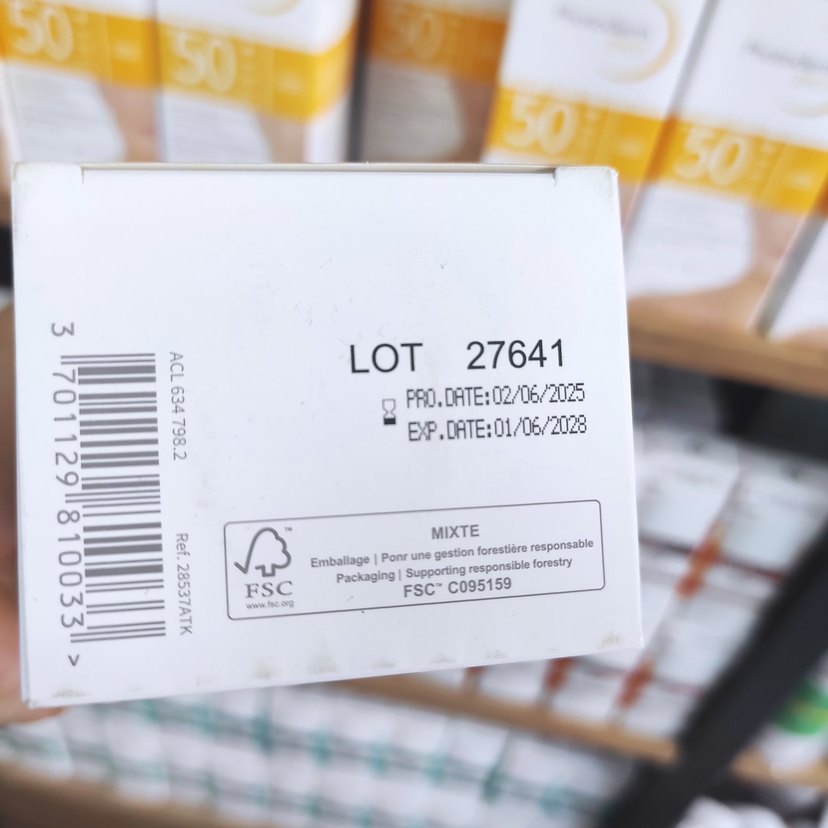 50
50
50
50
50
LOT 27641
PRO.DATE:02/06/2025
EXP.DATE:01/06/2028
3 701129 810033 >
ACL 634 798.2
Ref. 28537ATK
FSC
www.fsc.org
™
MIXTE
Emballage | Ponr une gestion forestière responsable
Packaging | Supporting responsible forestry
FSC™ C095159